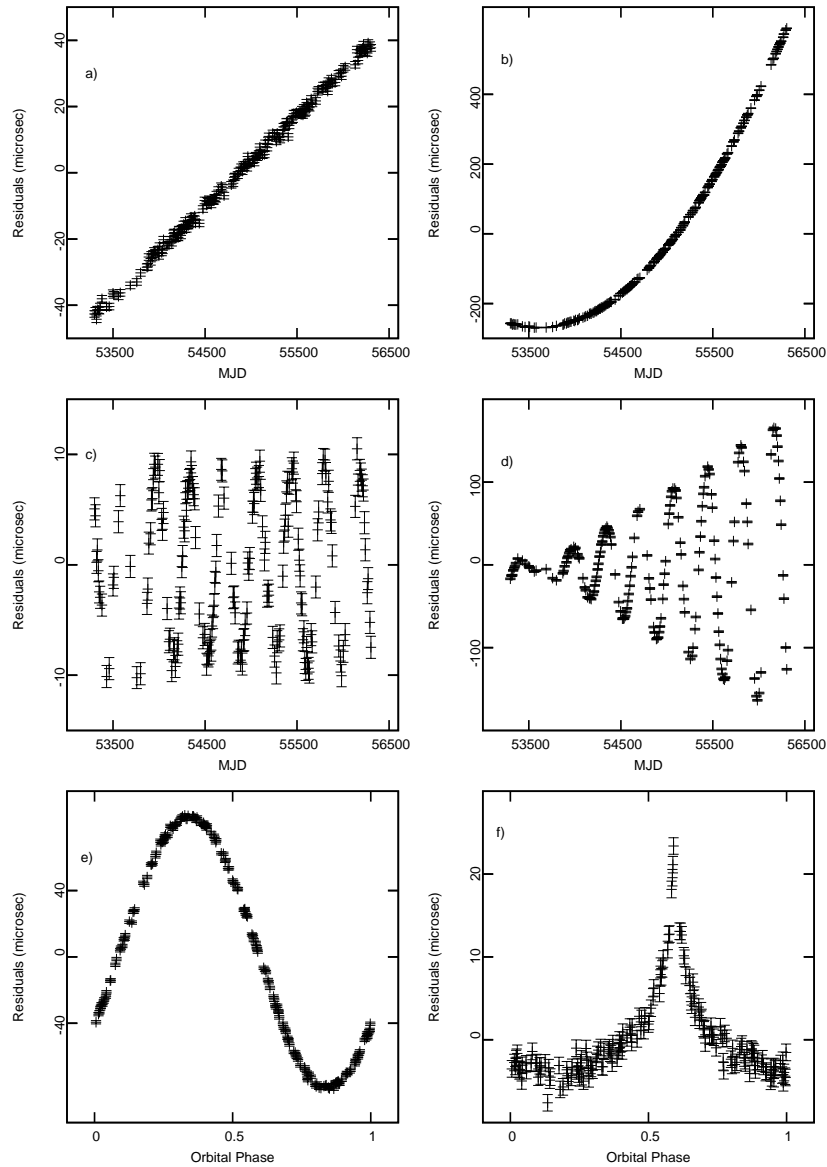 a)
Residuals (microsec)
40
20
0
-20
-40
53500
54500
55500
56500
MJD
b)
Residuals (microsec)
400
200
0
-200
53500
54500
55500
56500
MJD
c)
Residuals (microsec)
10
0
-10
53500
54500
55500
56500
MJD
d)
Residuals (microsec)
100
0
-100
53500
54500
55500
56500
MJD
e)
Residuals (microsec)
40
0
-40
0
0.5
1
Orbital Phase
f)
Residuals (microsec)
20
10
0
0
0.5
1
Orbital Phase